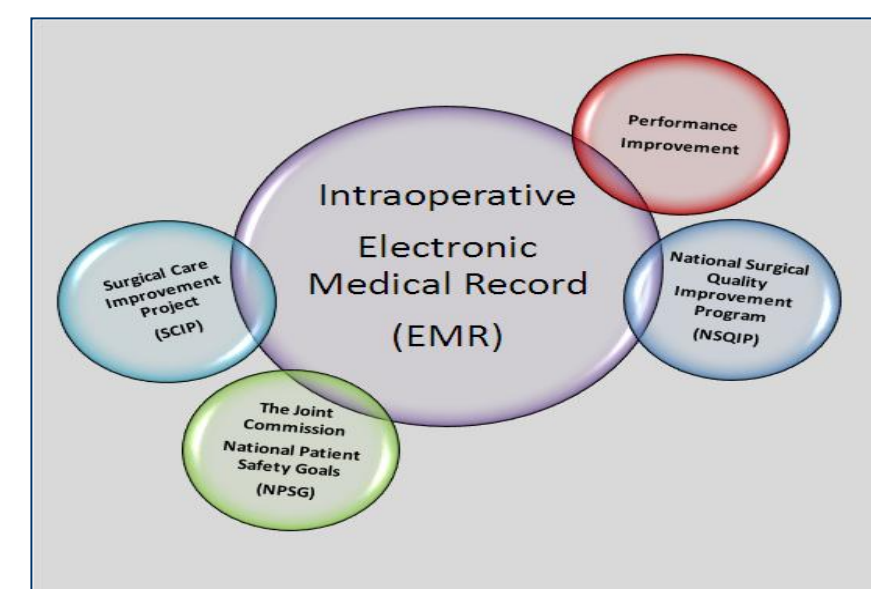 Performance
Improvement
Intraoperative
Electronic
Medical Record
(EMR)
Surgical Care
Improvement
Project
(SCIP)
National Surgical
Quality
Improvement
Program
(NSQIP)
The Joint
Commission
National Patient
Safety Goals
(NPSG)